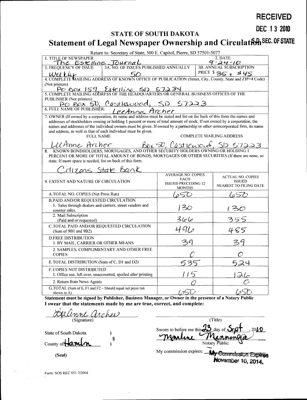 RECEIVED
DEC 13 2010
S.D. SEC. OF STATE
STATE OF SOUTH DAKOTA
Statement of Legal Newspaper Ownership and Circulation
Return to: Secretary of State, 500 E. Capitol, Pierre, SD 57501-5077
1. TITLE OF NEWSPAPER
2. DATE
The Estelline Journal
9-24-10
3. FREQUENCY OF ISSUE
3A. NO. OF ISSUES PUBLISHED ANNUALLY
3B. ANNUAL SUBSCRIPTION
Weekly
50
PRICE $ 36 + $45
4. COMPLETE MAILING ADDRESS OF KNOWN OFFICE OF PUBLICATION (Street, City, County, State and ZIP+4 Code)
(Not Printers)
PO Box 159, Estelline SD 57234
5. COMPLETE MAILING ADDRESS OF THE HEADQUARTERS OF GENERAL BUSINESS OFFICES OF THE
PUBLISHER (Not printer)
PO Box 50, Castlewood, SD 57223
6. FULL NAME OF PUBLISHER:
LeeAnne Archer
7. OWNER (If owned by a corporation, its name and address must be stated and list on the back of this form the names and
addresses of stockholders owning or holding 1 percent or more of total amount of stock. If not owned by a corporation, the
names and addresses of the individual owners must be given. If owned by a partnership or other unincorporated firm, its name
and address, as well as that of each individual must be given.
FULL NAME
COMPLETE MAILING ADDRESS
LeeAnne Archer
Box 50, Castlewood, SD 57223
8. KNOWN BONDHOLDERS, MORTGAGES, AND OTHER SECURITY HOLDERS OWNING OR HOLDING 1
PERCENT OR MORE OF TOTAL AMOUNT OF BONDS, MORTGAGES OR OTHER SECURITIES (If there are none, so
state. If more space is needed, list on back of this form.
Citizens State Bank
9. EXTENT AND NATURE OF CIRCULATION
AVERAGE NO. COPIES
EACH
ISSUED PRECEDING 12
MONTHS
ACTUAL NO. COPIES
ISSUED
NEAREST TO FILING DATE
A. TOTAL NO. COPIES (Net Press Run)
650
650
B. PAID AND/OR REQUESTED CIRCULATION
1. Sales through dealers and carriers, street vendors and
counter sales.
130
130
2. Mail Subscription
(Paid and or requested)
366
355
C. TOTAL PAID AND/OR REQUESTED CIRCULATION
(Sum of 9B1 and 9B2)
496
485
D. FREE DISTRIBUTION
1. BY MAIL, CARRIER OR OTHER MEANS
39
39
2. SAMPLES, COMPLIMENTARY AND OTHER FREE
COPIES
0
0
E. TOTAL DISTRIBUTION (Sum of C, D1 and D2)
535
524
F. COPIES NOT DISTRIBUTED
1. Office use, left over, unaccounted, spoiled after printing
115
126
2. Return from News Agents
0
0
G. TOTAL (Sum of E, F1 and F2 - Should equal net press run
shown in A)
650
650
Statement must be signed by Publisher, Business Manager, or Owner in the presence of a Notary Public
I swear that the statements made by me are true, correct, and complete:
LeeAnne Archer
(Signature)
(Title)
State of South Dakota )
Sworn to before me this 23 day of Sept, 2010
County of Hamlin )
Marlene Mennenga
Notary Public
(Seal)
My commission expires: My Commission Expires
November 10, 2014